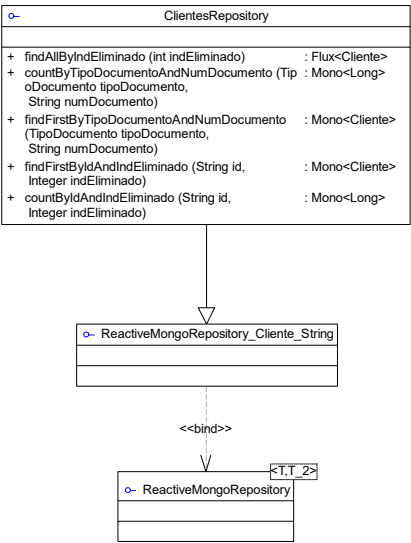 ClientesRepository
+ findAllByIndEliminado (int indEliminado) : Flux<Cliente>
+ countByTipoDocumentoAndNumDocumento (Tip : Mono<Long>
oDocumento tipoDocumento,
String numDocumento)
+ findFirstByTipoDocumentoAndNumDocumento : Mono<Cliente>
(TipoDocumento tipoDocumento,
String numDocumento)
+ findFirstByIdAndIndEliminado (String id, : Mono<Cliente>
Integer indEliminado)
+ countByIdAndIndEliminado (String id, : Mono<Long>
Integer indEliminado)
ReactiveMongoRepository_Cliente_String
<<bind>>
<T,T_2>
ReactiveMongoRepository